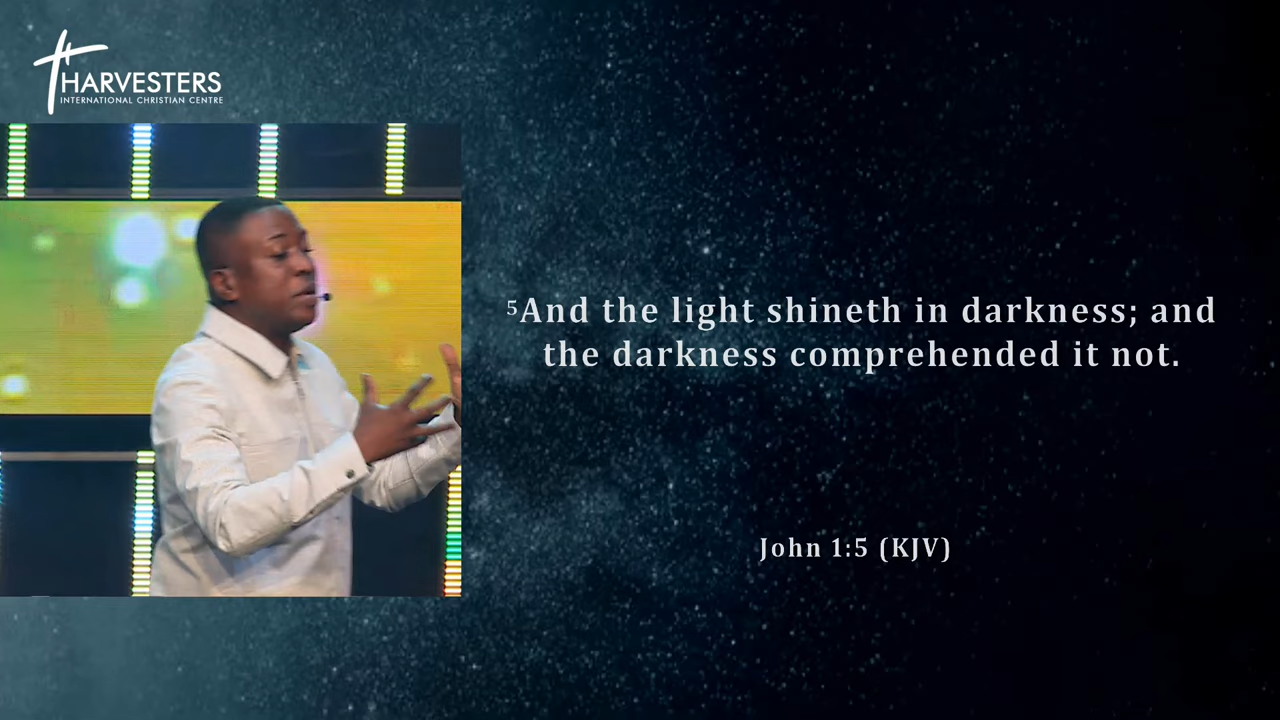 HARVESTERS
INTERNATIONAL CHRISTIAN CENTRE
⁵And the light shineth in darkness; and
the darkness comprehended it not.
John 1:5 (KJV)